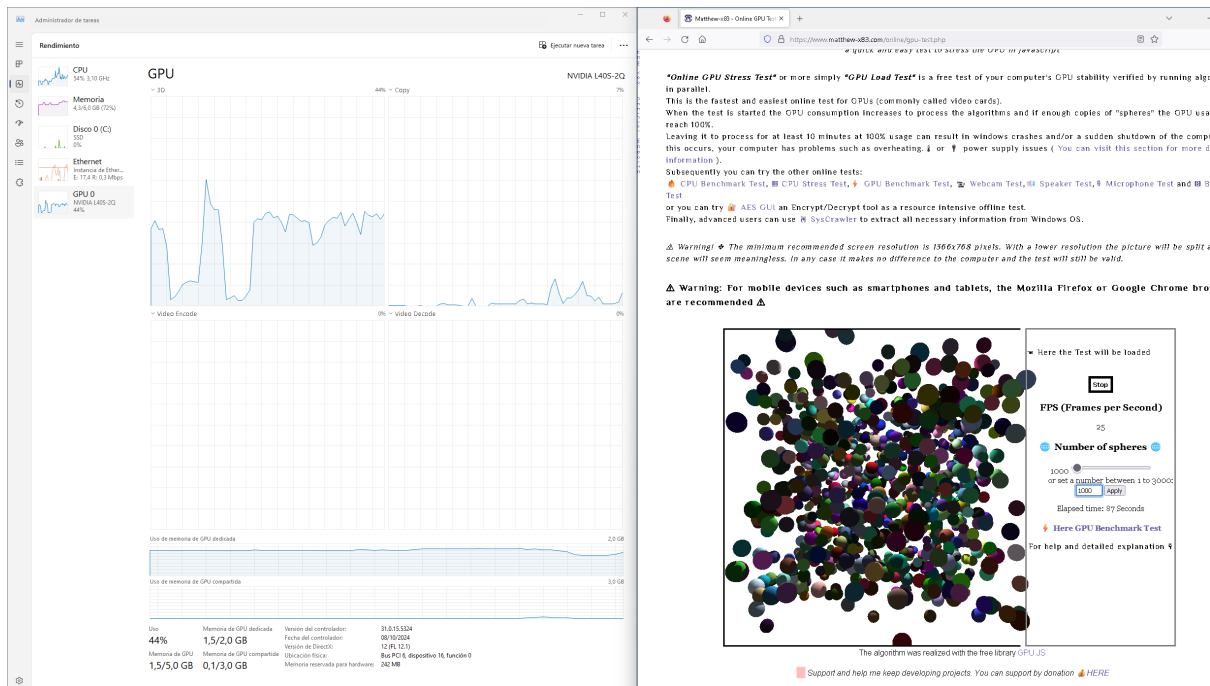 Administrador de tareas
Rendimiento
Ejecutar nueva tarea
CPU
54% 3,10 GHz
Memoria
4,3/6,0 GB (72%)
Disco 0 (C:)
SSD
0%
Ethernet
Instancia de Ether...
E: 17,4 R: 0,3 Mbps
GPU 0
NVIDIA L40S-2Q
44%
GPU
NVIDIA L40S-2Q
3D
44%
Copy
7%
Video Encode
0%
Video Decode
0%
Uso de memoria de GPU dedicada
2,0 GB
Uso de memoria de GPU compartida
3,0 GB
Uso
44%
Memoria de GPU dedicada
1,5/2,0 GB
Memoria de GPU
1,5/5,0 GB
Memoria de GPU compartida
0,1/3,0 GB
Versión del controlador: 31.0.15.5324
Fecha del controlador: 08/10/2024
Versión de DirectX: 12 (FL 12.1)
Ubicación física: Bus PCI 6, dispositivo 16, función 0
Memoria reservada para hardware: 242 MB
Matthew-x83 - Online GPU Tes
https://www.matthew-x83.com/online/gpu-test.php
a quick and easy test to stress the GPU in javascript
"Online GPU Stress Test" or more simply "GPU Load Test" is a free test of your computer's GPU stability verified by running algo
in parallel.
This is the fastest and easiest online test for GPUs (commonly called video cards).
When the test is started the GPU consumption increases to process the algorithms and if enough copies of "spheres" the GPU usa
reach 100%.
Leaving it to process for at least 10 minutes at 100% usage can result in windows crashes and/or a sudden shutdown of the compu
this occurs, your computer has problems such as overheating. or power supply issues ( You can visit this section for more d
information ).
Subsequently you can try the other online tests:
CPU Benchmark Test, CPU Stress Test, GPU Benchmark Test, Webcam Test, Speaker Test, Microphone Test and B
Test
or you can try AES GUI an Encrypt/Decrypt tool as a resource intensive offline test.
Finally, advanced users can use SysCrawler to extract all necessary information from Windows OS.
⚠ Warning! ❖ The minimum recommended screen resolution is 1366x768 pixels. With a lower resolution the picture will be split a
scene will seem meaningless. In any case it makes no difference to the computer and the test will still be valid.
⚠ Warning: For mobile devices such as smartphones and tablets, the Mozilla Firefox or Google Chrome bro
are recommended ⚠
Here the Test will be loaded
Stop
FPS (Frames per Second)
25
Number of spheres
1000
or set a number between 1 to 3000
1000 Apply
Elapsed time: 87 Seconds
Here GPU Benchmark Test
For help and detailed explanation
The algorithm was realized with the free library GPU.JS
Support and help me keep developing projects. You can support by donation HERE